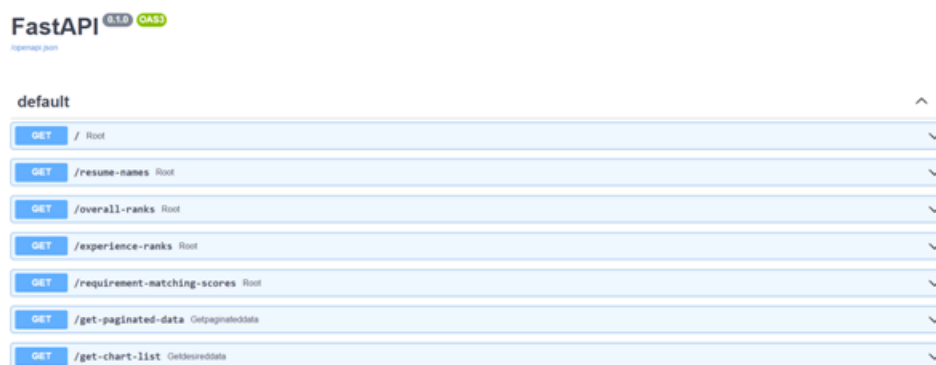 FastAPI 0.1.0 OAS3
/openapi.json
default
GET / Root
GET /resume-names Root
GET /overall-ranks Root
GET /experience-ranks Root
GET /requirement-matching-scores Root
GET /get-paginated-data Getpaginateddata
GET /get-chart-list Getdesireddata